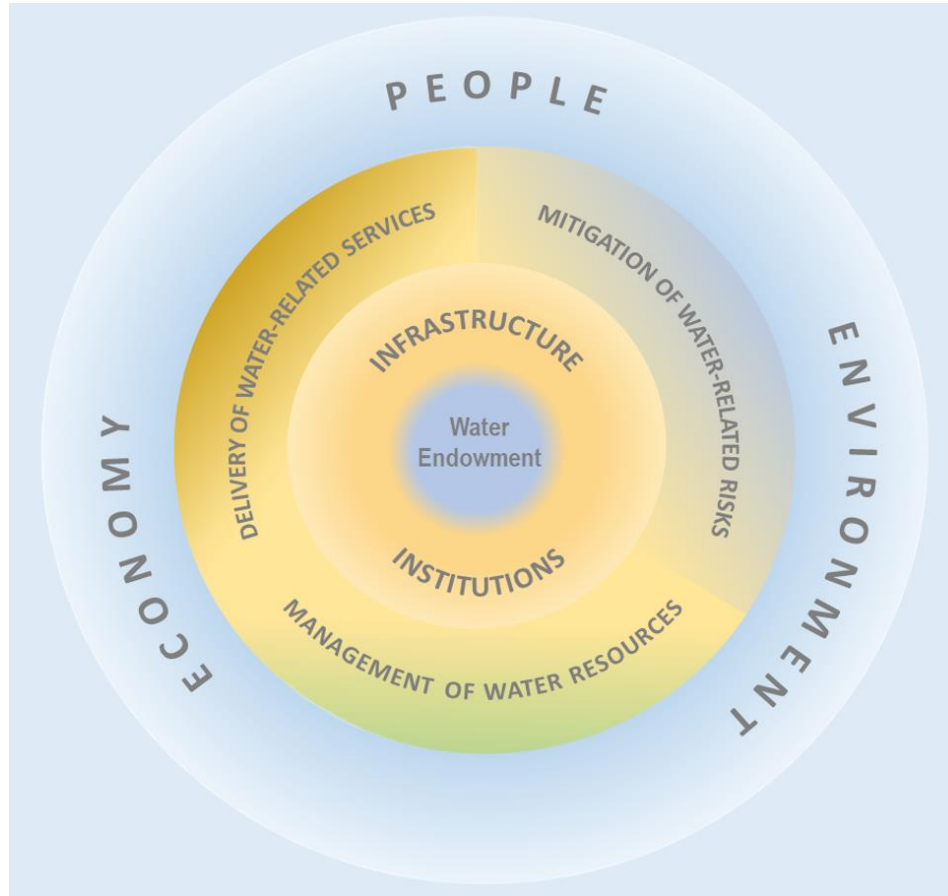 PEOPLE
ENVIRONMENT
ECONOMY
DELIVERY OF WATER-RELATED SERVICES
MITIGATION OF WATER-RELATED RISKS
MANAGEMENT OF WATER RESOURCES
INFRASTRUCTURE
INSTITUTIONS
Water
Endowment